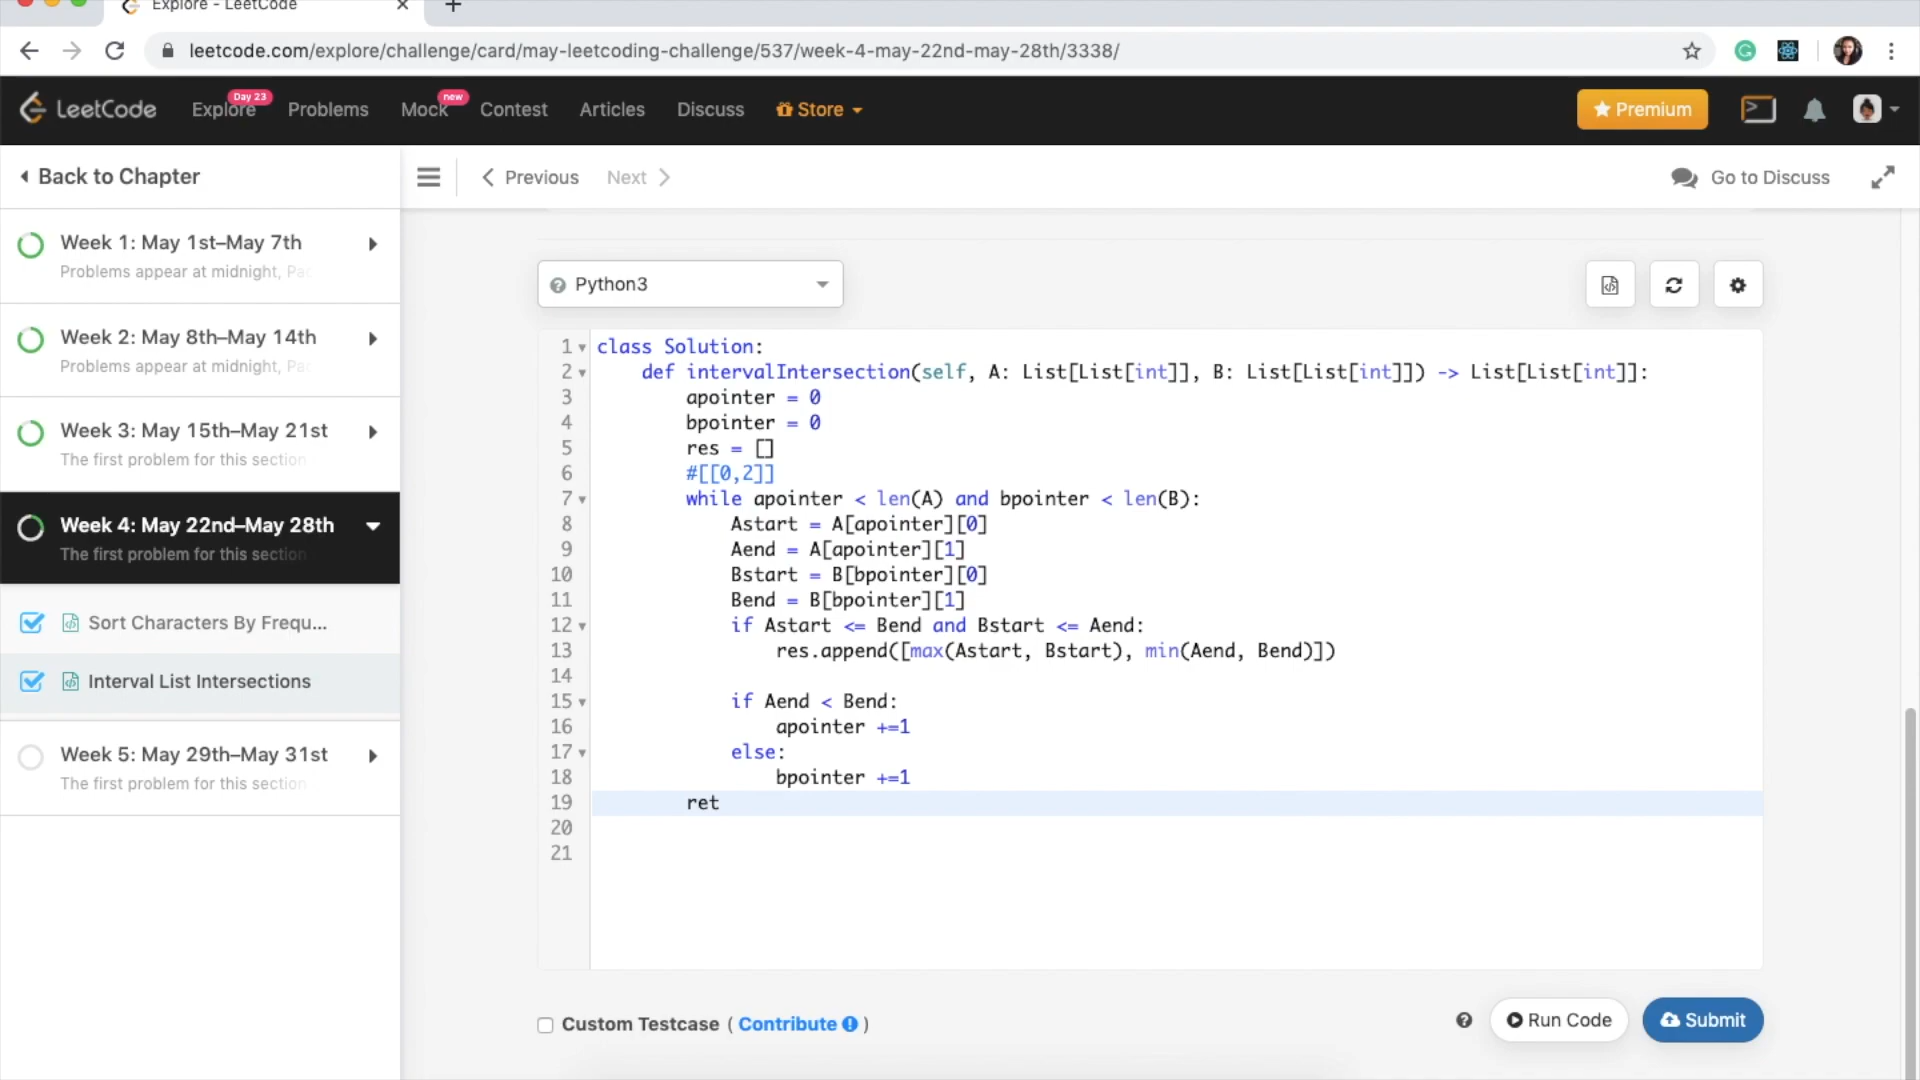 Explore - LeetCode
leetcode.com/explore/challenge/card/may-leetcoding-challenge/537/week-4-may-22nd-may-28th/3338/
LeetCode Explore Day 23 Problems Mock new Contest Articles Discuss Store Premium
Back to Chapter
Previous Next Go to Discuss
Week 1: May 1st–May 7th
Problems appear at midnight, Pac
Week 2: May 8th–May 14th
Problems appear at midnight, Pac
Week 3: May 15th–May 21st
The first problem for this section
Week 4: May 22nd–May 28th
The first problem for this section
Sort Characters By Frequ...
Interval List Intersections
Week 5: May 29th–May 31st
The first problem for this section
Python3
1 class Solution:
2 def intervalIntersection(self, A: List[List[int]], B: List[List[int]]) -> List[List[int]]:
3 apointer = 0
4 bpointer = 0
5 res = []
6 #[[0,2]]
7 while apointer < len(A) and bpointer < len(B):
8 Astart = A[apointer][0]
9 Aend = A[apointer][1]
10 Bstart = B[bpointer][0]
11 Bend = B[bpointer][1]
12 if Astart <= Bend and Bstart <= Aend:
13 res.append([max(Astart, Bstart), min(Aend, Bend)])
14
15 if Aend < Bend:
16 apointer +=1
17 else:
18 bpointer +=1
19 ret
20
21
Custom Testcase ( Contribute )
Run Code Submit